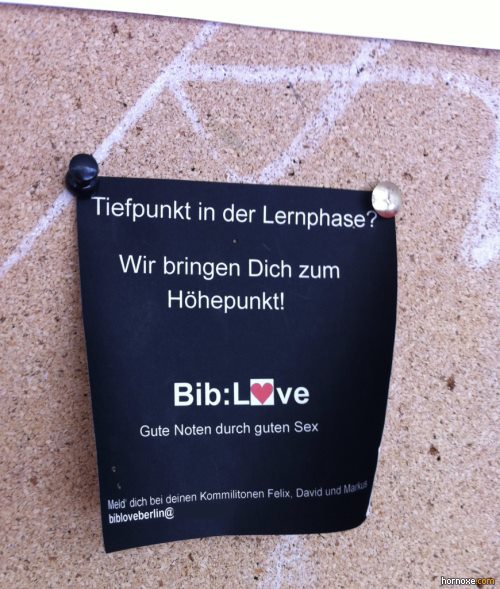 Tiefpunkt in der Lernphase?
Wir bringen Dich zum
Höhepunkt!
Bib:L♥ve
Gute Noten durch guten Sex
Meld' dich bei deinen Kommilitonen Felix, David und Markus
bibloveberlin@
hornoxe.com